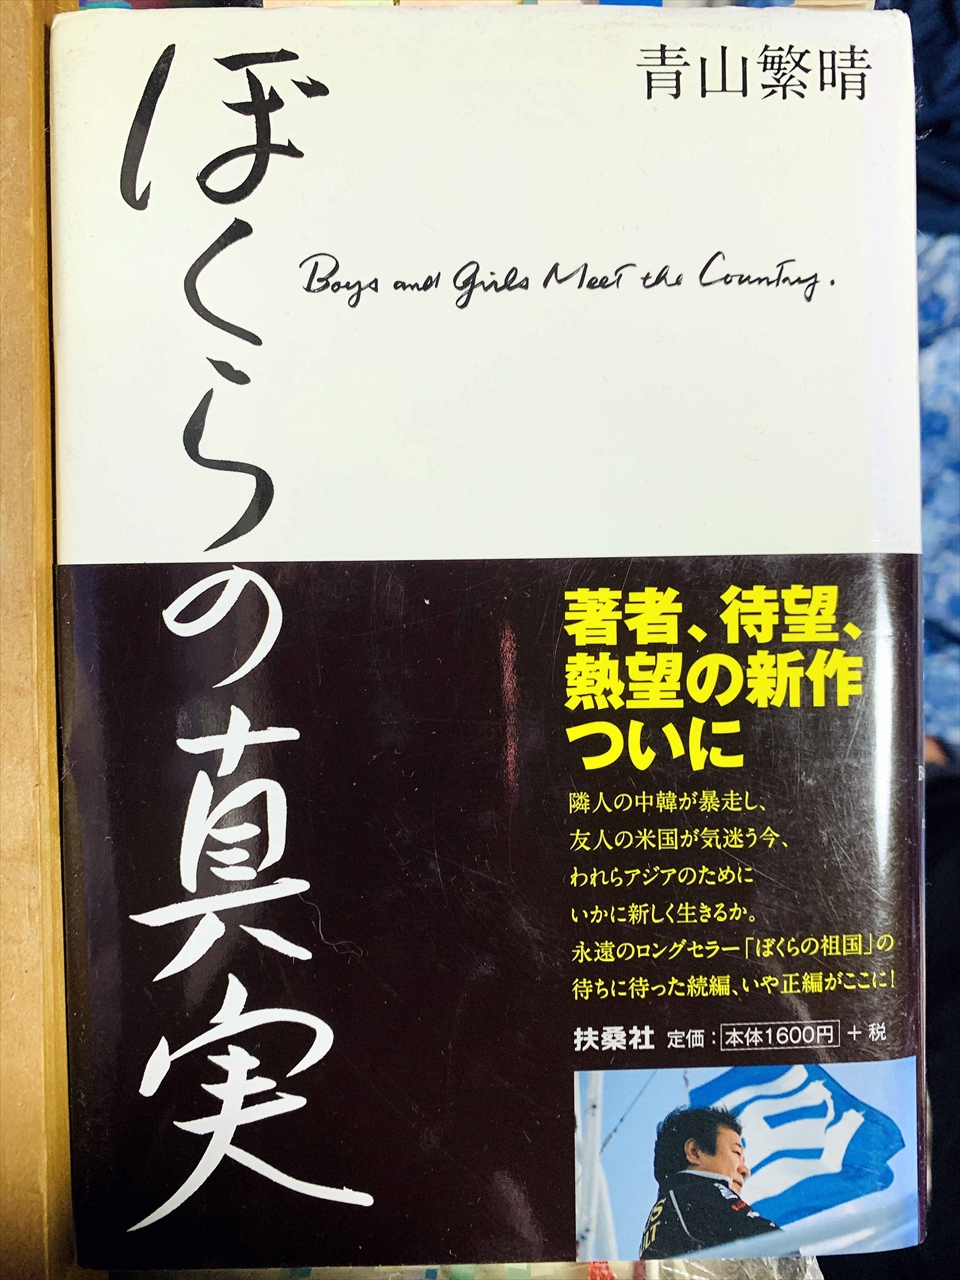 青山繁晴
ぼくらの真実
Boys and Girls Meet the Country.
著者、待望、
熱望の新作
ついに
隣人の中韓が暴走し、
友人の米国が気迷う今、
われらアジアのために
いかに新しく生きるか。
永遠のロングセラー「ぼくらの祖国」の
待ちに待った続編、いや正編がここに!
扶桑社 定価:本体1600円+税